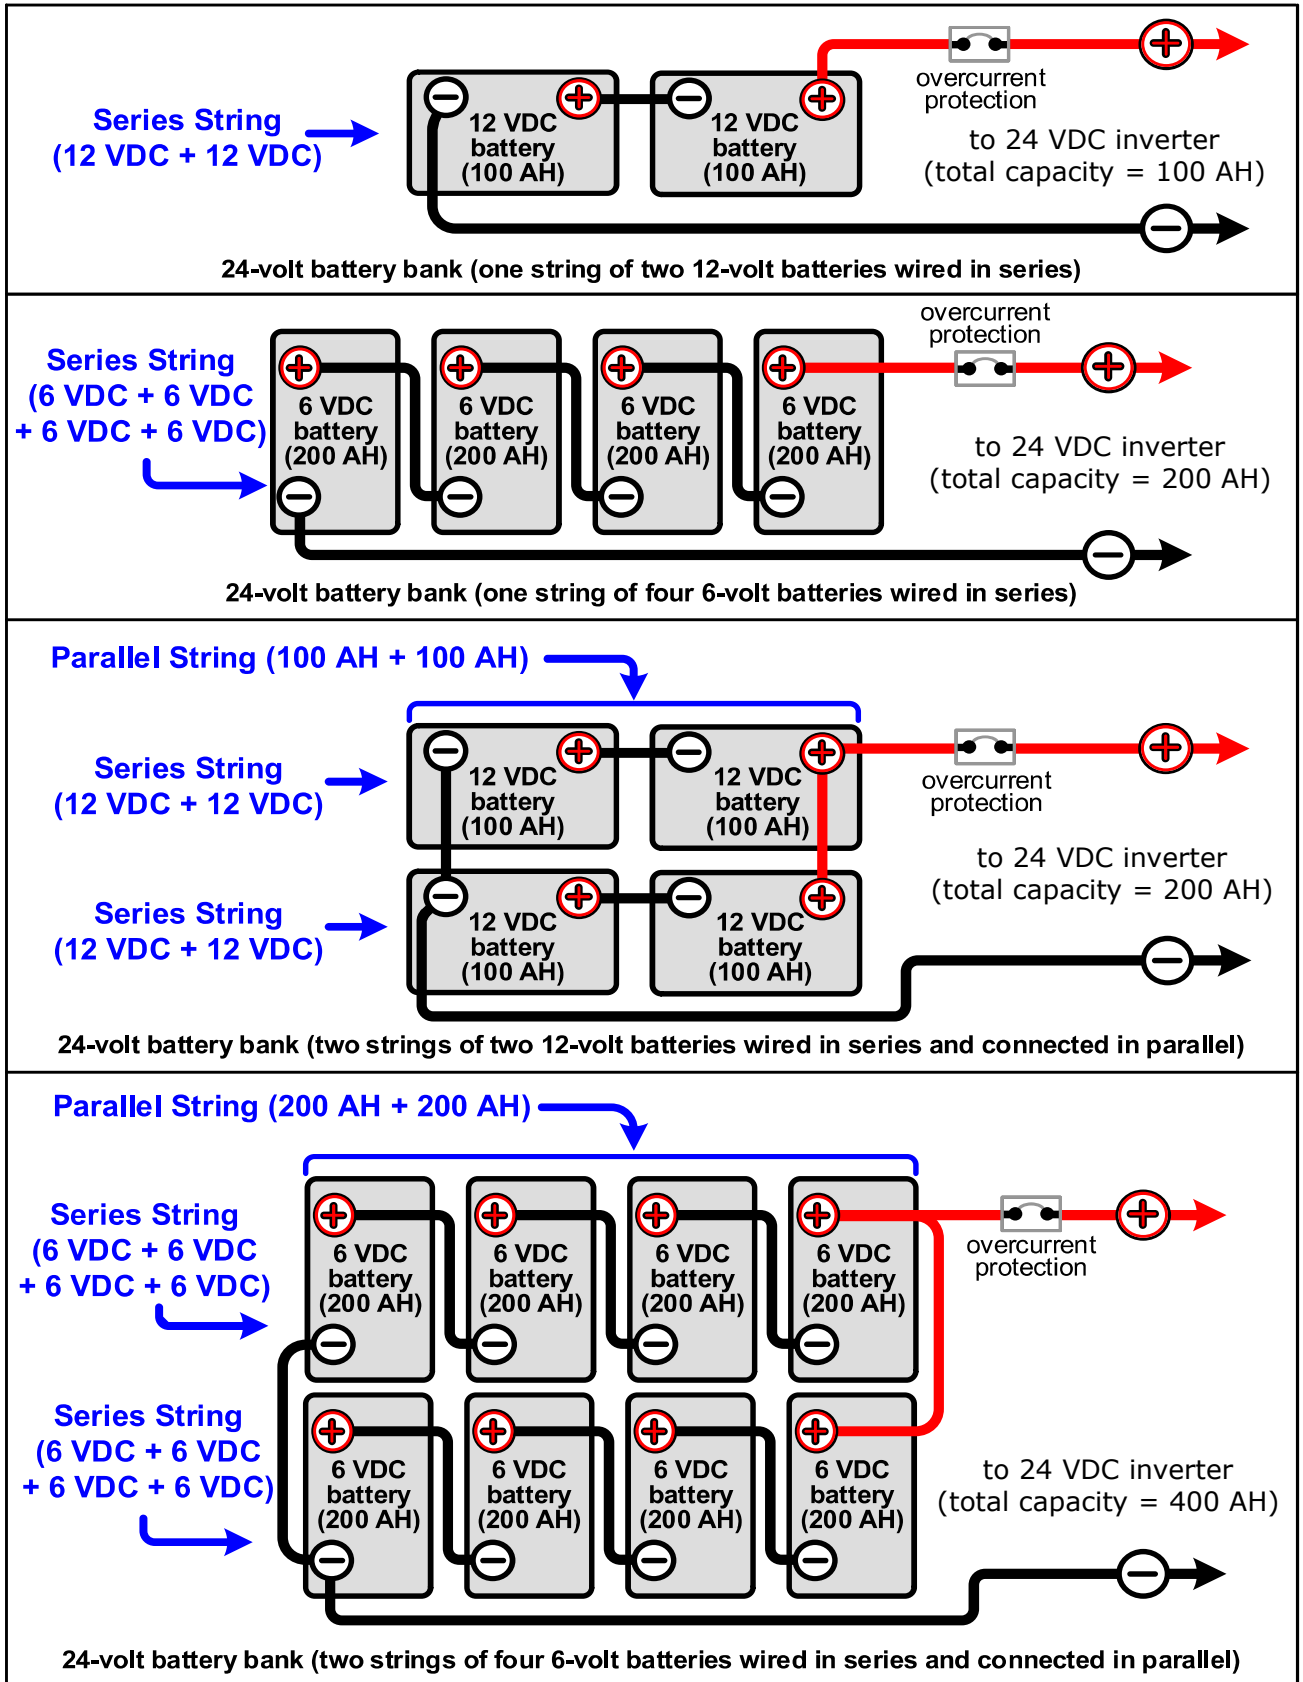 overcurrent
protection
Series String
(12 VDC + 12 VDC)
12 VDC
battery
(100 AH)
12 VDC
battery
(100 AH)
to 24 VDC inverter
(total capacity = 100 AH)
24-volt battery bank (one string of two 12-volt batteries wired in series)
overcurrent
protection
Series String
(6 VDC + 6 VDC
+ 6 VDC + 6 VDC)
6 VDC
battery
(200 AH)
6 VDC
battery
(200 AH)
6 VDC
battery
(200 AH)
6 VDC
battery
(200 AH)
to 24 VDC inverter
(total capacity = 200 AH)
24-volt battery bank (one string of four 6-volt batteries wired in series)
Parallel String (100 AH + 100 AH)
Series String
(12 VDC + 12 VDC)
12 VDC
battery
(100 AH)
12 VDC
battery
(100 AH)
overcurrent
protection
to 24 VDC inverter
(total capacity = 200 AH)
Series String
(12 VDC + 12 VDC)
12 VDC
battery
(100 AH)
12 VDC
battery
(100 AH)
24-volt battery bank (two strings of two 12-volt batteries wired in series and connected in parallel)
Parallel String (200 AH + 200 AH)
Series String
(6 VDC + 6 VDC
+ 6 VDC + 6 VDC)
6 VDC
battery
(200 AH)
6 VDC
battery
(200 AH)
6 VDC
battery
(200 AH)
6 VDC
battery
(200 AH)
overcurrent
protection
Series String
(6 VDC + 6 VDC
+ 6 VDC + 6 VDC)
6 VDC
battery
(200 AH)
6 VDC
battery
(200 AH)
6 VDC
battery
(200 AH)
6 VDC
battery
(200 AH)
to 24 VDC inverter
(total capacity = 400 AH)
24-volt battery bank (two strings of four 6-volt batteries wired in series and connected in parallel)